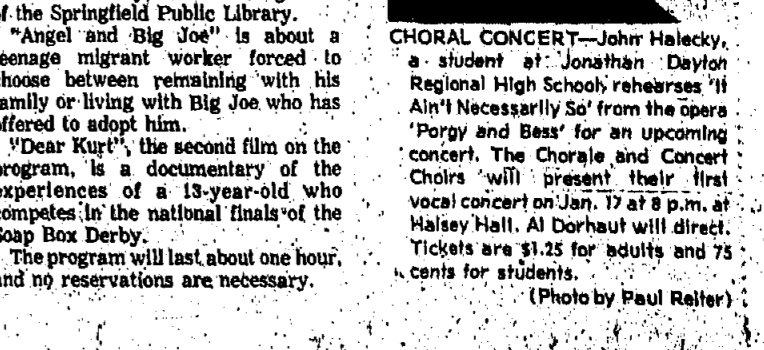 of the Springfield Public Library.
"Angel and Big Joe" is about a
teenage migrant worker forced to
choose between remaining with his
family or living with Big Joe who has
offered to adopt him.
"Dear Kurt", the second film on the
program, is a documentary of the
experiences of a 13-year-old who
competes in the national finals of the
Soap Box Derby.
The program will last about one hour,
and no reservations are necessary.
CHORAL CONCERT—John Halecky,
a student at Jonathan Dayton
Regional High School, rehearses 'It
Ain't Necessarily So' from the opera
'Porgy and Bess' for an upcoming
concert. The Chorale and Concert
Choirs will present their first
vocal concert on Jan. 17 at 8 p.m. at
Halsey Hall. Al Dorhaut will direct.
Tickets are $1.25 for adults and 75
cents for students.
(Photo by Paul Reiter)